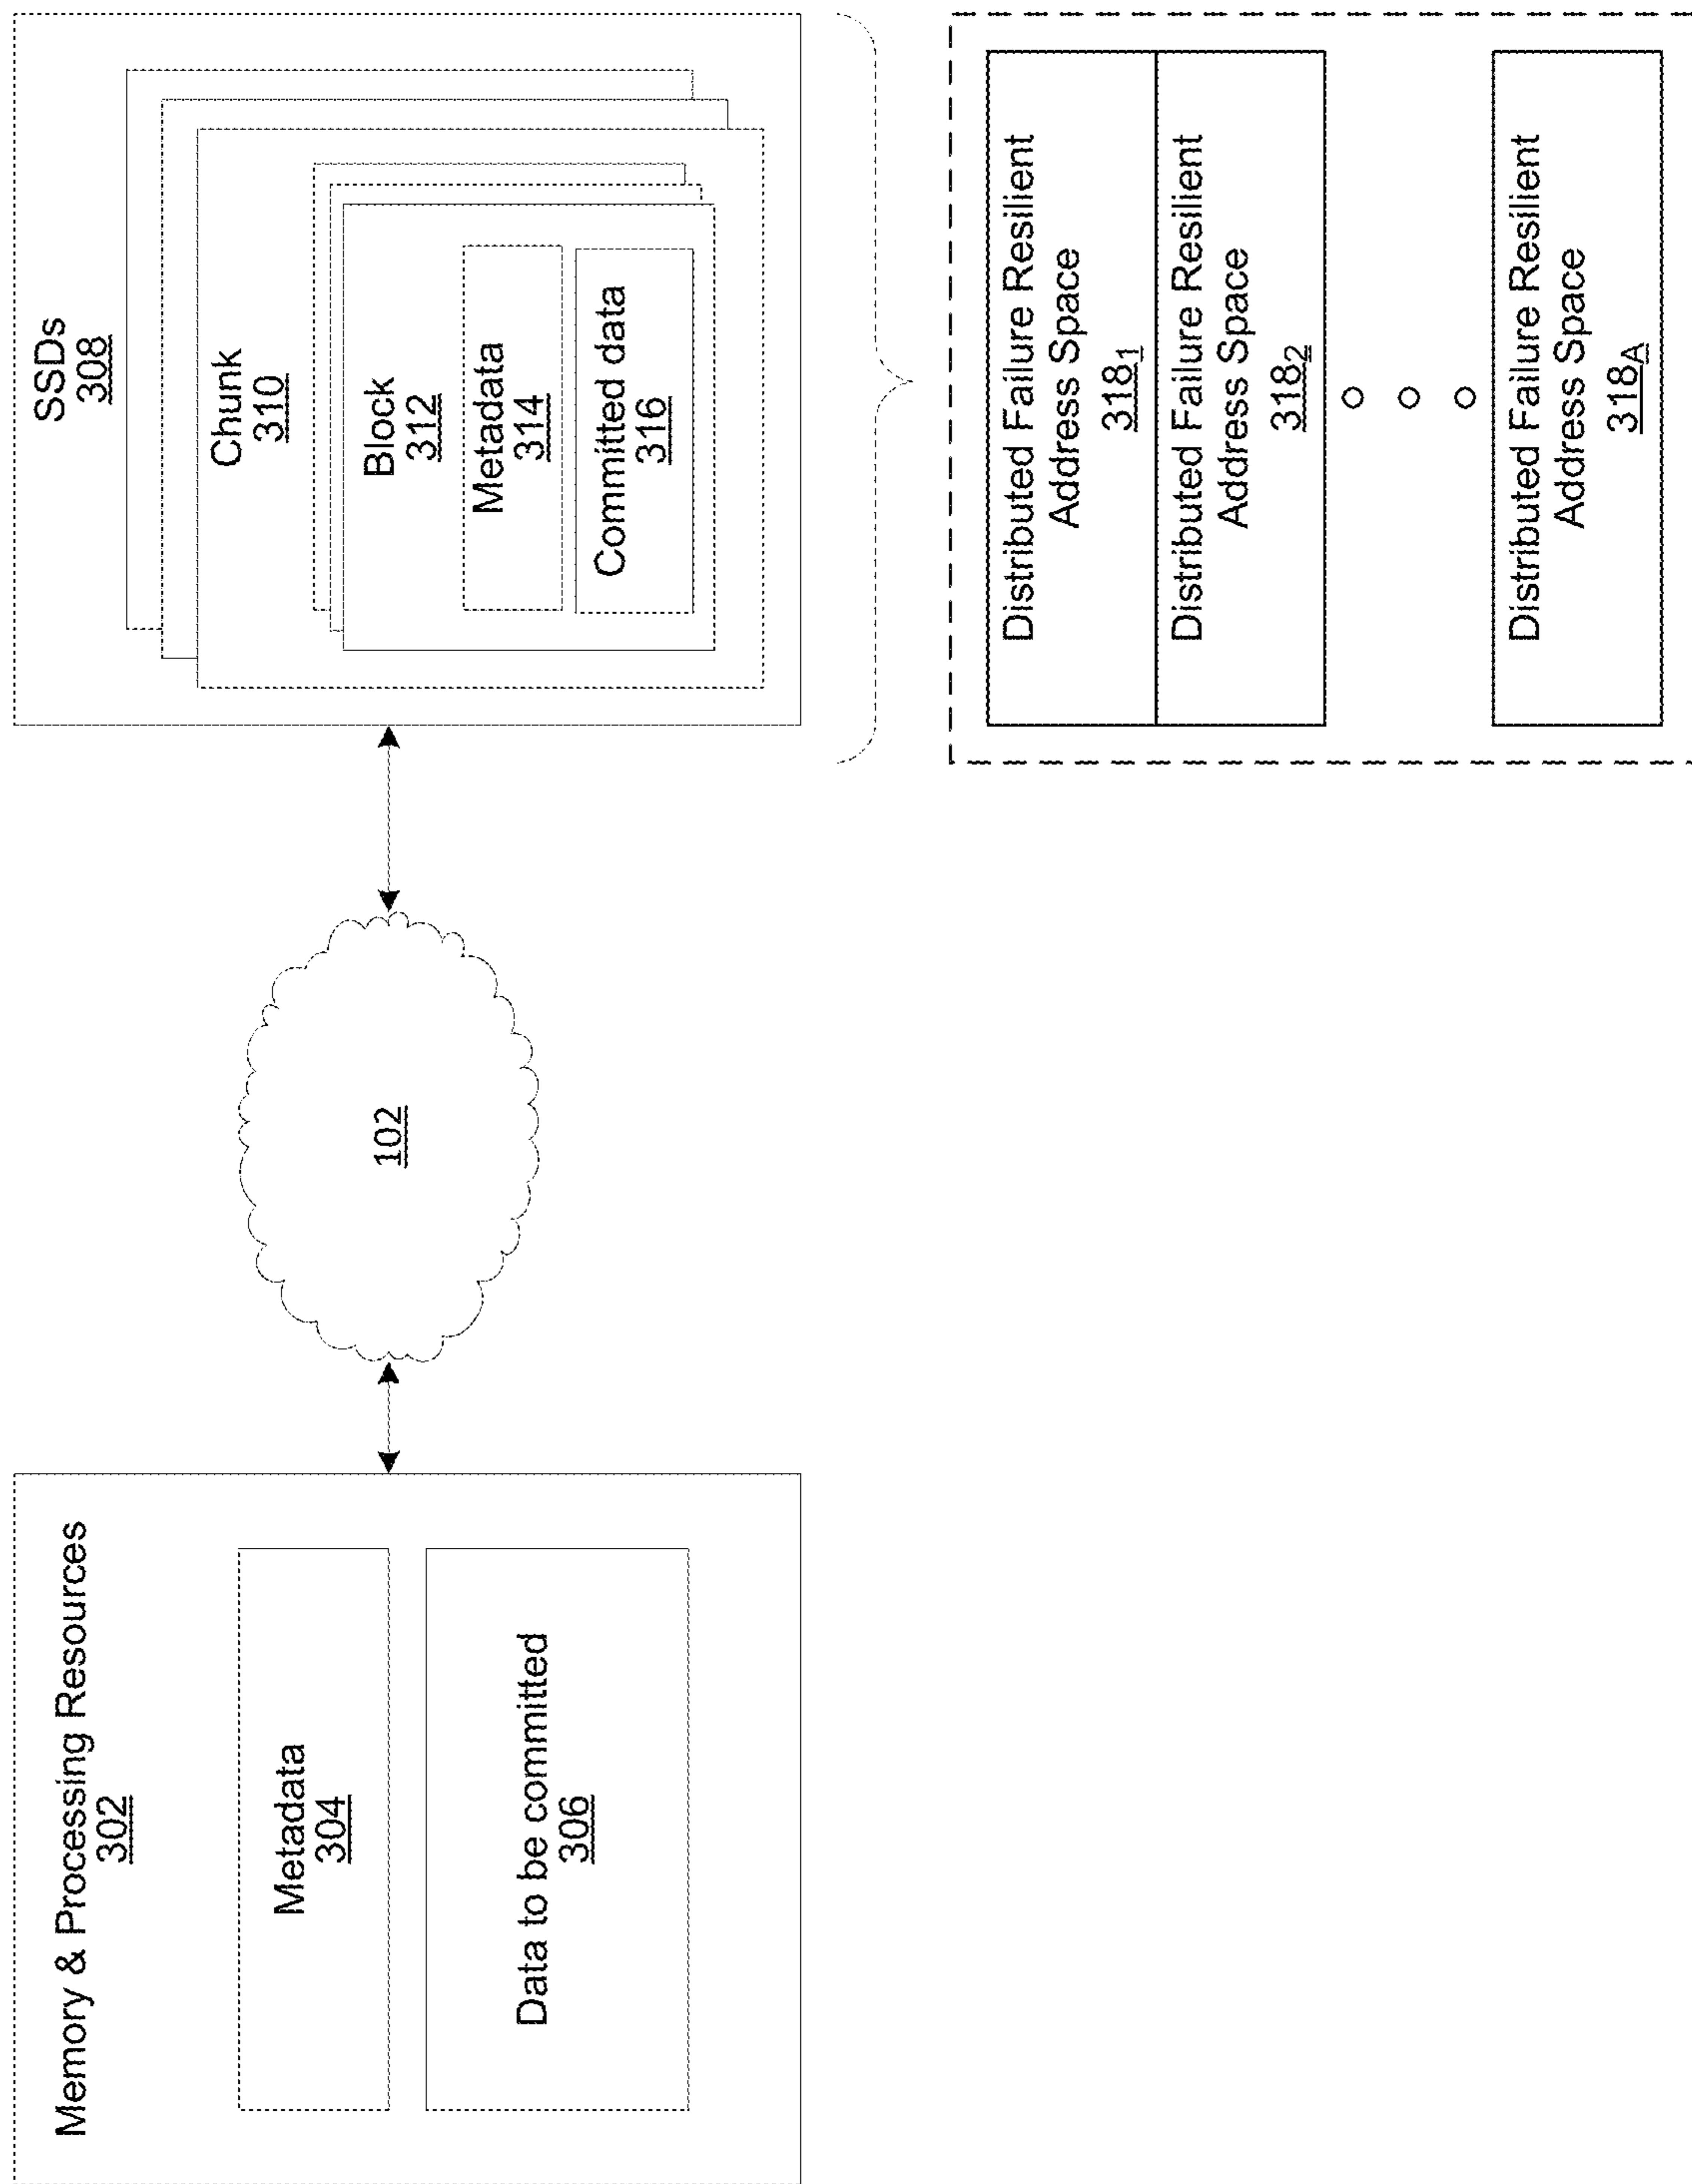 Memory & Processing Resources
302
Metadata
304
Data to be committed
306
102
SSDs
308
Chunk
310
Block
312
Metadata
314
Committed data
316
Distributed Failure Resilient
Address Space
318₁
Distributed Failure Resilient
Address Space
318₂
Distributed Failure Resilient
Address Space
318A